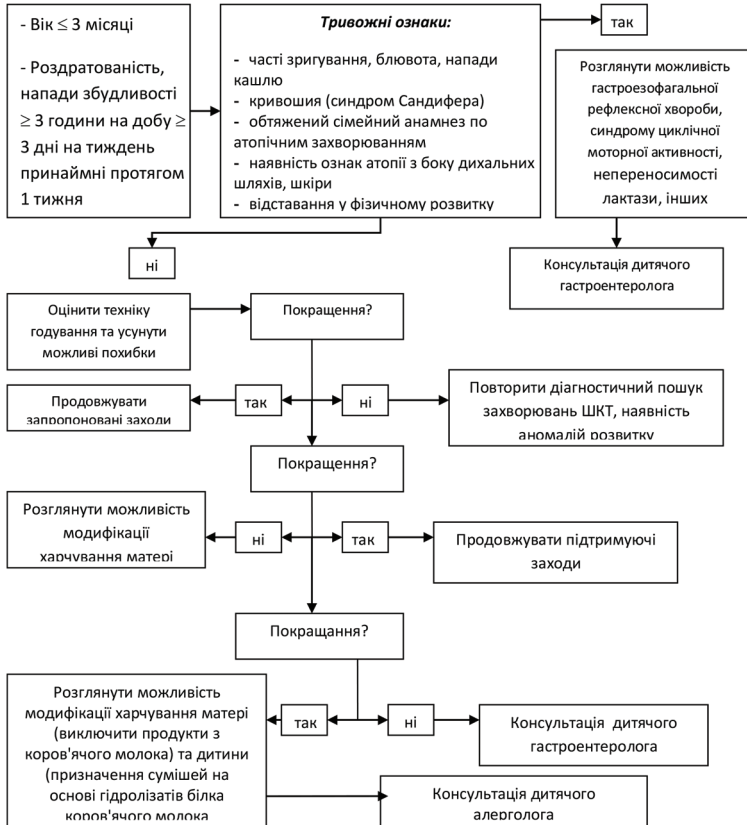 - Вік ≤ 3 місяці
- Роздратованість,
напади збудливості
≥ 3 години на добу ≥
3 дні на тиждень
принаймні протягом
1 тижня
Тривожні ознаки:
- часті зригування, блювота, напади
кашлю
- кривошия (синдром Сандифера)
- обтяжений сімейний анамнез по
атопічним захворюванням
- наявність ознак атопії з боку дихальних
шляхів, шкіри
- відставання у фізичному розвитку
так
Розглянути можливість
гастроезофагальної
рефлексної хвороби,
синдрому циклічної
моторної активності,
непереносимості
лактази, інших
ні
Консультація дитячого
гастроентеролога
Оцінити техніку
годування та усунути
можливі похибки
Покращення?
Продовжувати
запропоновані заходи
так
ні
Повторити діагностичний пошук
захворювань ШКТ, наявність
аномалій розвитку
Покращення?
Розглянути можливість
модифікації
харчування матері
ні
так
Продовжувати підтримуючі
заходи
Покращання?
Розглянути можливість
модифікації харчування матері
(виключити продукти з
коров'ячого молока) та дитини
(призначення сумішей на
основі гідролізатів білка
коров'ячого молока
так
ні
Консультація дитячого
гастроентеролога
Консультація дитячого
алерголога